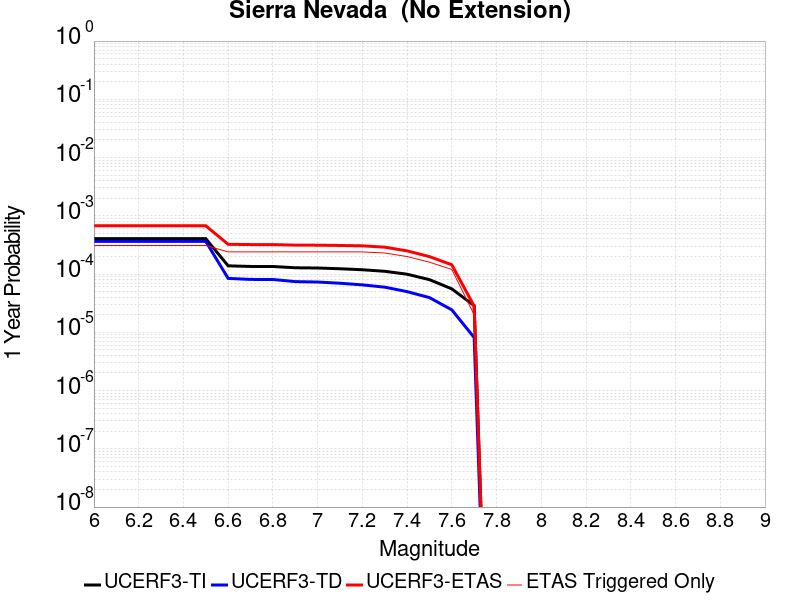 Sierra Nevada  (No Extension)
10^0
10^-1
10^-2
10^-3
10^-4
10^-5
10^-6
10^-7
10^-8
1 Year Probability
6 6.2 6.4 6.6 6.8 7 7.2 7.4 7.6 7.8 8 8.2 8.4 8.6 8.8 9
Magnitude
UCERF3-TI UCERF3-TD UCERF3-ETAS ETAS Triggered Only